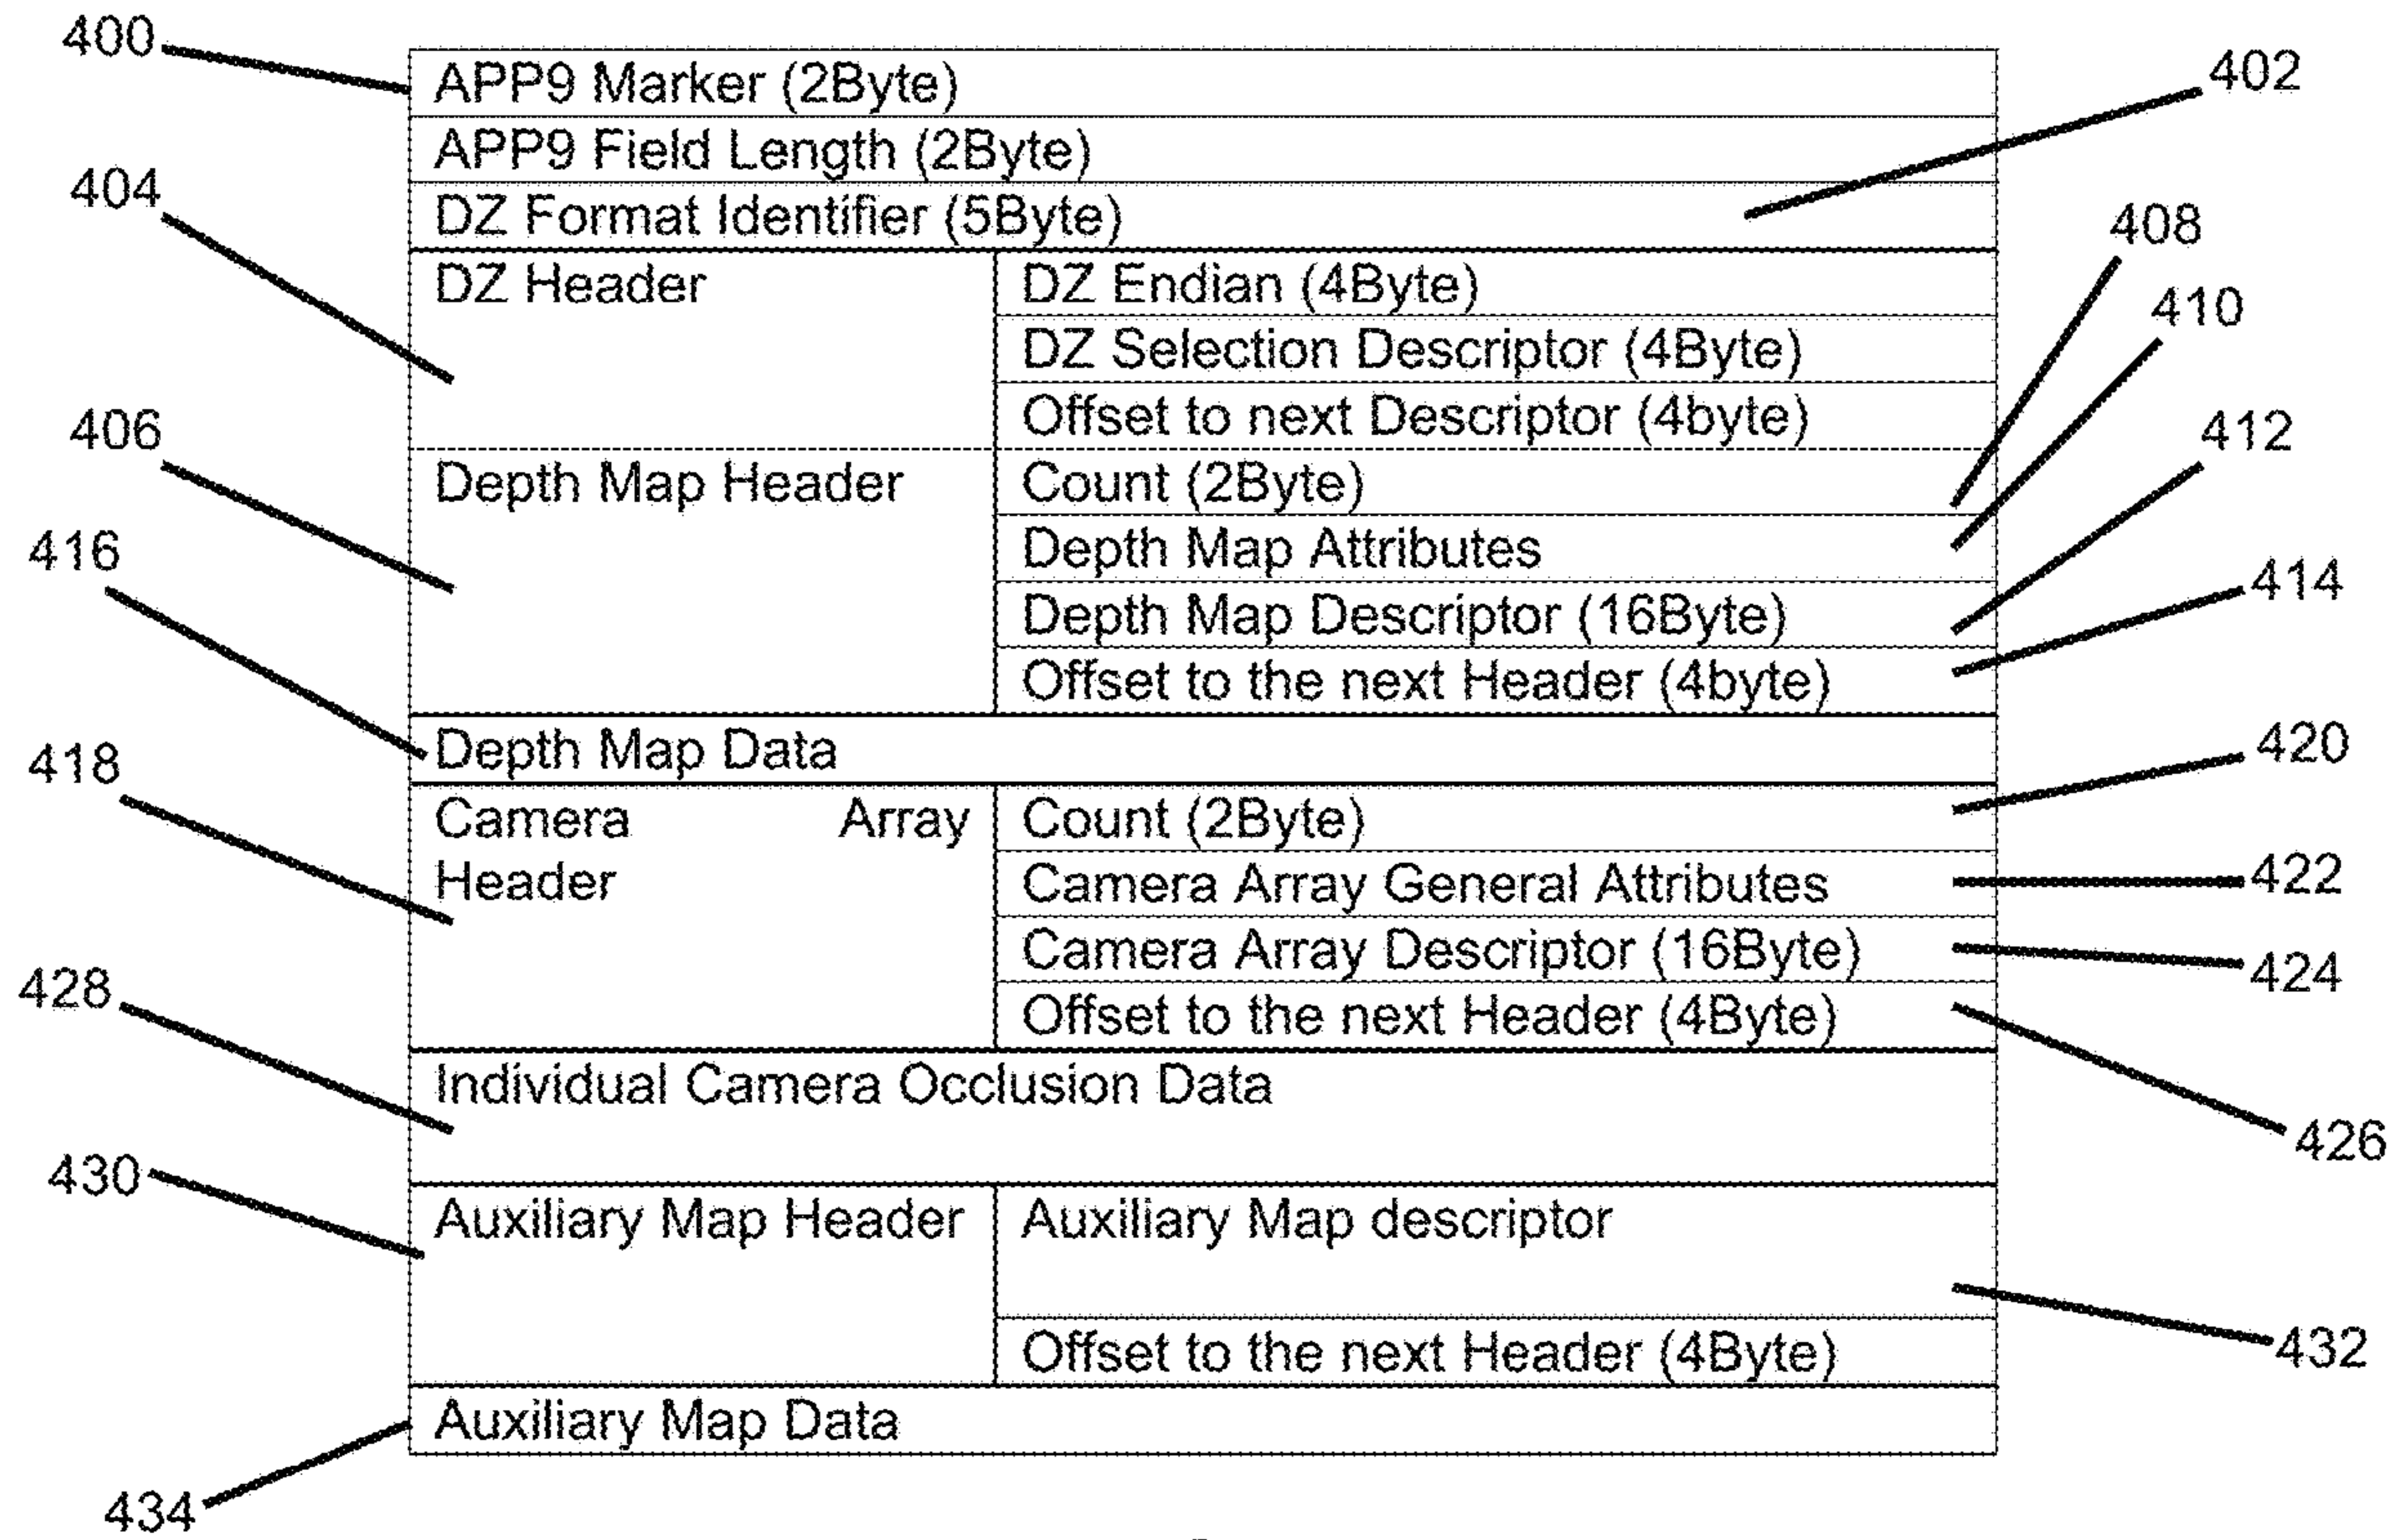 400
APP9 Marker (2Byte)
402
APP9 Field Length (2Byte)
404
DZ Format Identifier (5Byte)
408
DZ Header
DZ Endian (4Byte)
410
DZ Selection Descriptor (4Byte)
Offset to next Descriptor (4byte)
406
412
Depth Map Header
Count (2Byte)
416
Depth Map Attributes
414
Depth Map Descriptor (16Byte)
Offset to the next Header (4byte)
Depth Map Data
420
418
Camera Array
Header
Count (2Byte)
Camera Array General Attributes
422
Camera Array Descriptor (16Byte)
424
428
Offset to the next Header (4Byte)
Individual Camera Occlusion Data
426
430
Auxiliary Map Header
Auxiliary Map descriptor
432
Offset to the next Header (4Byte)
Auxiliary Map Data
434